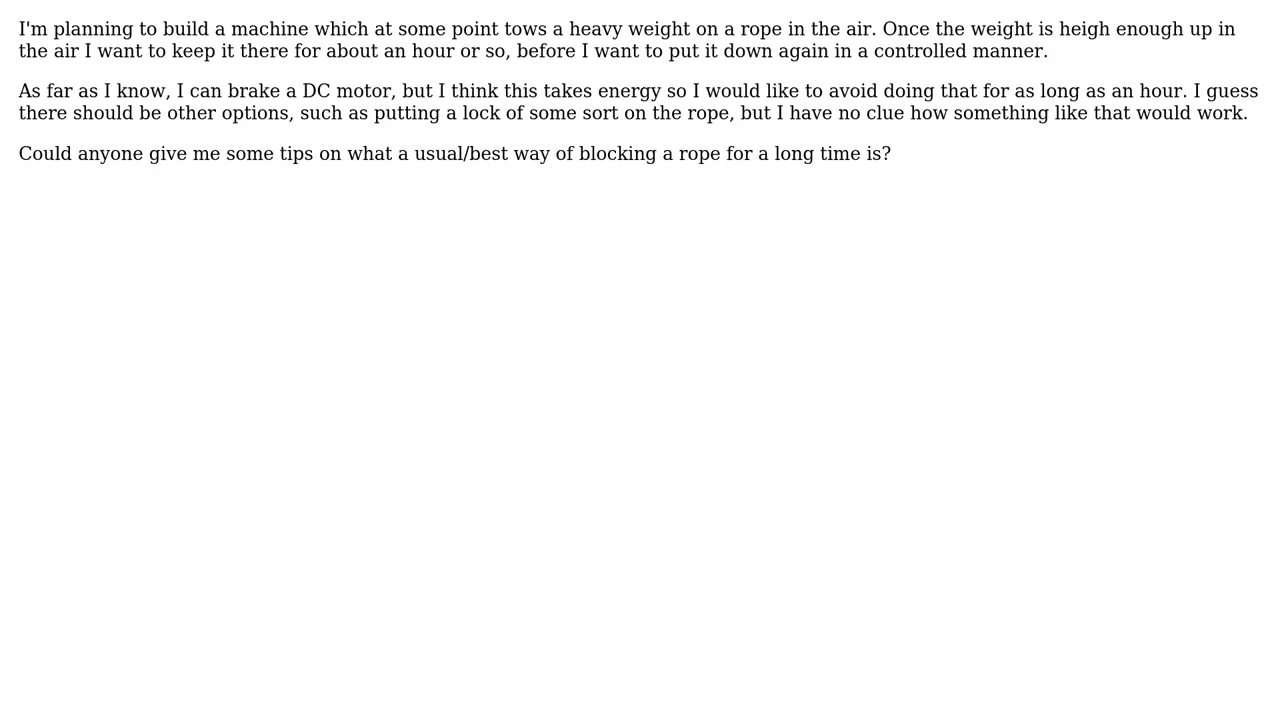 I'm planning to build a machine which at some point tows a heavy weight on a rope in the air. Once the weight is heigh enough up in
the air I want to keep it there for about an hour or so, before I want to put it down again in a controlled manner.
As far as I know, I can brake a DC motor, but I think this takes energy so I would like to avoid doing that for as long as an hour. I guess
there should be other options, such as putting a lock of some sort on the rope, but I have no clue how something like that would work.
Could anyone give me some tips on what a usual/best way of blocking a rope for a long time is?